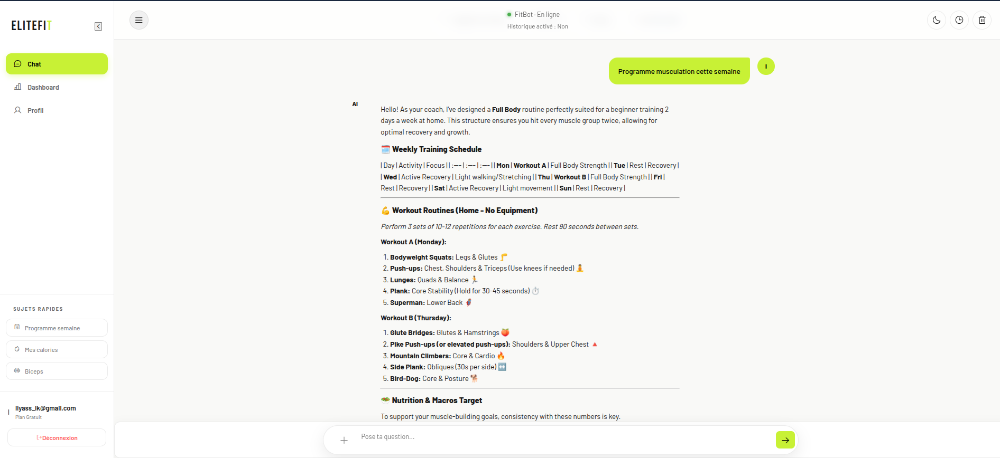 ELITEFIT
Chat
Dashboard
Profil
SUJETS RAPIDES
Programme semaine
Mes calories
Biceps
I
Ilyass_lk@gmail.com
Plan Gratuit
Déconnexion
FitBot · En ligne
Historique activé : Non
Programme musculation cette semaine
I
AI
Hello! As your coach, I've designed a Full Body routine perfectly suited for a beginner training 2
days a week at home. This structure ensures you hit every muscle group twice, allowing for
optimal recovery and growth.
🗓️ Weekly Training Schedule
| Day | Activity | Focus | | :--- | :--- | :--- | | Mon | Workout A | Full Body Strength | | Tue | Rest | Recovery |
| Wed | Active Recovery | Light walking/Stretching | | Thu | Workout B | Full Body Strength | | Fri |
Rest | Recovery | | Sat | Active Recovery | Light movement | | Sun | Rest | Recovery |
💪 Workout Routines (Home - No Equipment)
Perform 3 sets of 10-12 repetitions for each exercise. Rest 90 seconds between sets.
Workout A (Monday):
1. Bodyweight Squats: Legs & Glutes 🦵
2. Push-ups: Chest, Shoulders & Triceps (Use knees if needed) 🧘
3. Lunges: Quads & Balance 🏃
4. Plank: Core Stability (Hold for 30-45 seconds) ⏱️
5. Superman: Lower Back 🦸
Workout B (Thursday):
1. Glute Bridges: Glutes & Hamstrings 🍑
2. Pike Push-ups (or elevated push-ups): Shoulders & Upper Chest 🔺
3. Mountain Climbers: Core & Cardio 🔥
4. Side Plank: Obliques (30s per side) ↔️
5. Bird-Dog: Core & Posture 🐕
🥗 Nutrition & Macros Target
To support your muscle-building goals, consistency with these numbers is key.
Pose ta question...